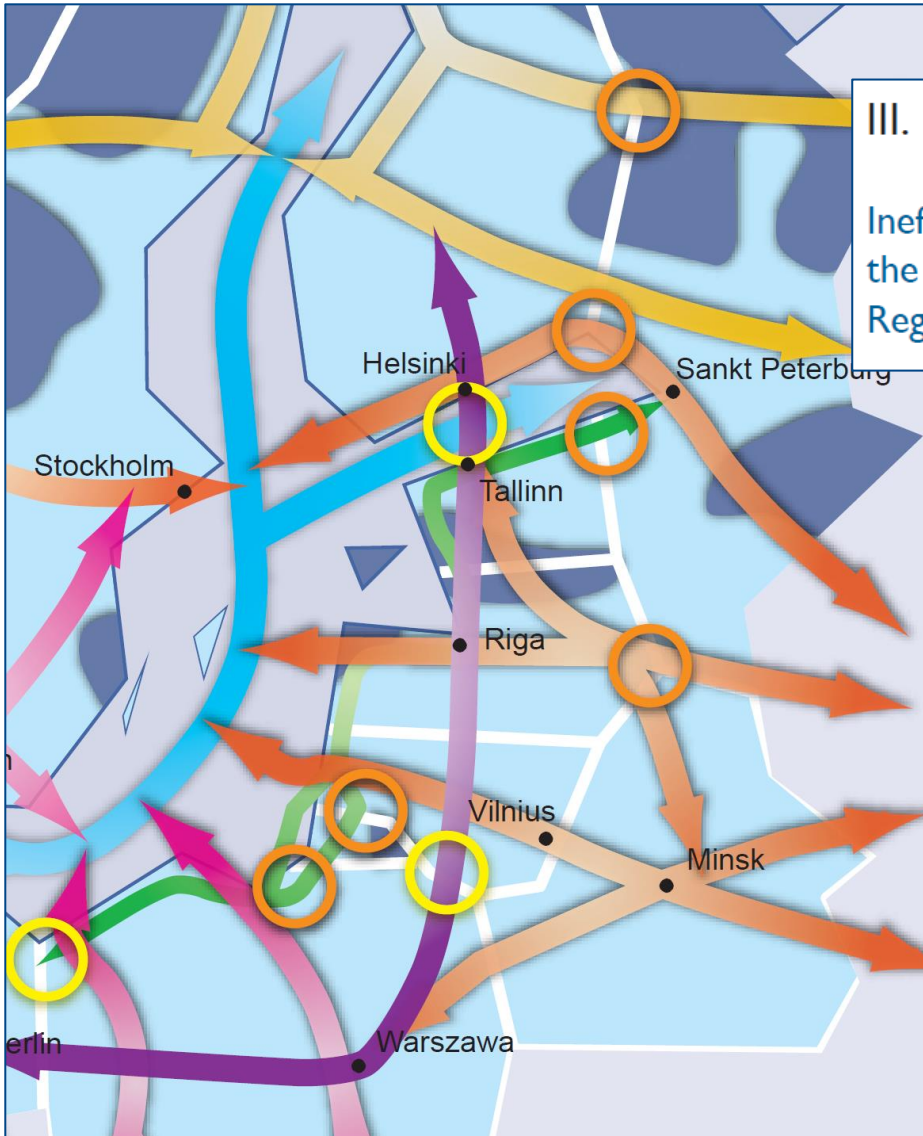 III.
Inef
the
Reg
Helsinki
Sankt Peterburg
Stockholm
Tallinn
Riga
Vilnius
Minsk
erlin
Warszawa